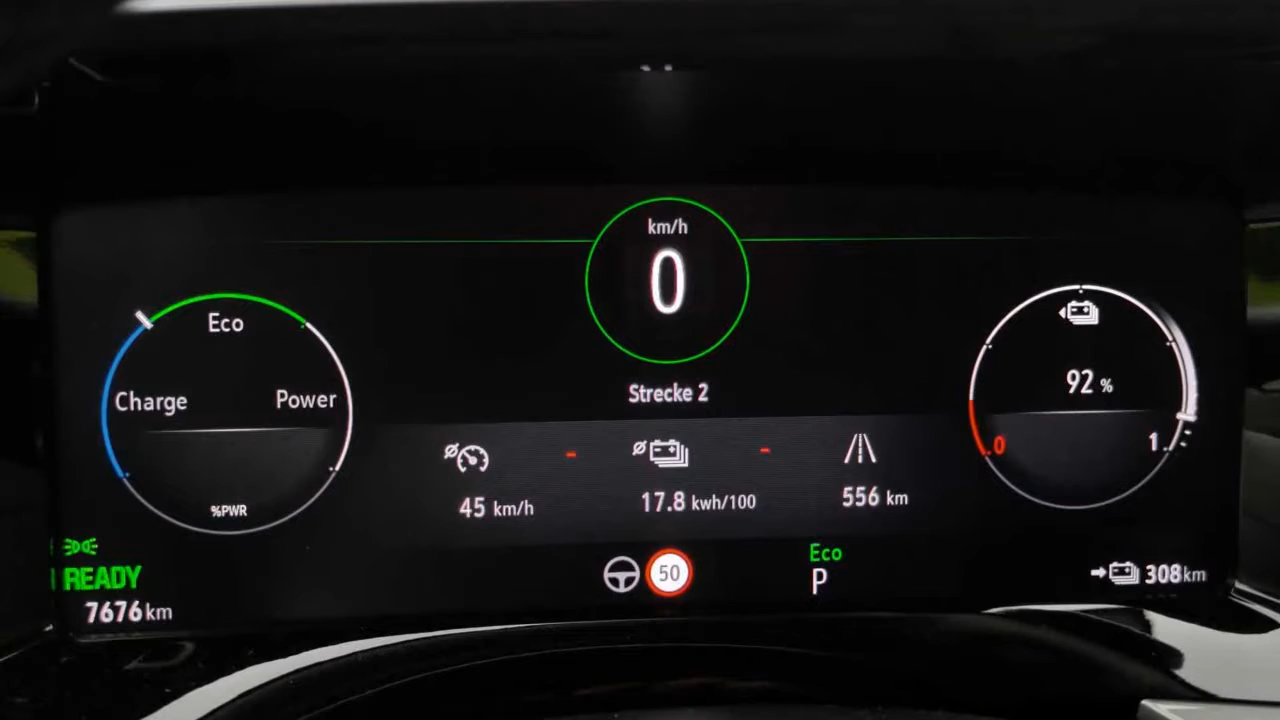 km/h
0
Eco
Charge
Power
%PWR
Strecke 2
45 km/h
17.8 kwh/100
556 km
92 %
0
1
READY
7676 km
50
Eco
P
308 km